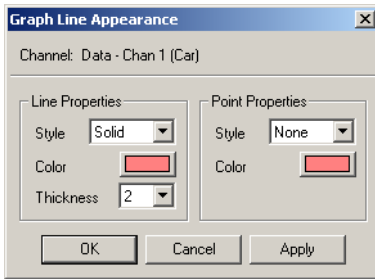 Graph Line Appearance
Channel: Data - Chan 1 (Car)
Line Properties
Style Solid
Color
Thickness 2
Point Properties
Style None
Color
OK Cancel Apply